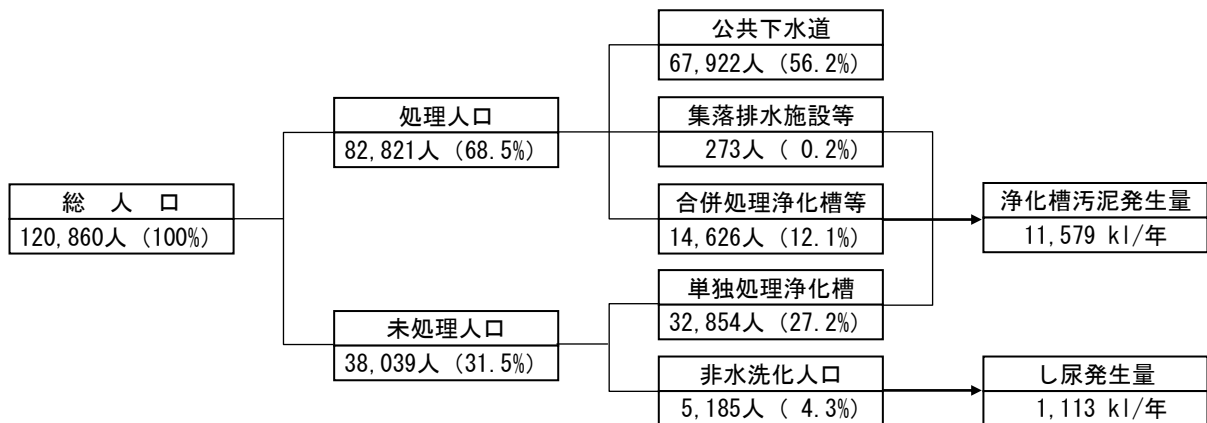 総人口
120,860人 (100%)
処理人口
82,821人 (68.5%)
未処理人口
38,039人 (31.5%)
公共下水道
67,922人 (56.2%)
集落排水施設等
273人 ( 0.2%)
合併処理浄化槽等
14,626人 (12.1%)
単独処理浄化槽
32,854人 (27.2%)
非水洗化人口
5,185人 ( 4.3%)
浄化槽汚泥発生量
11,579 kl/年
し尿発生量
1,113 kl/年